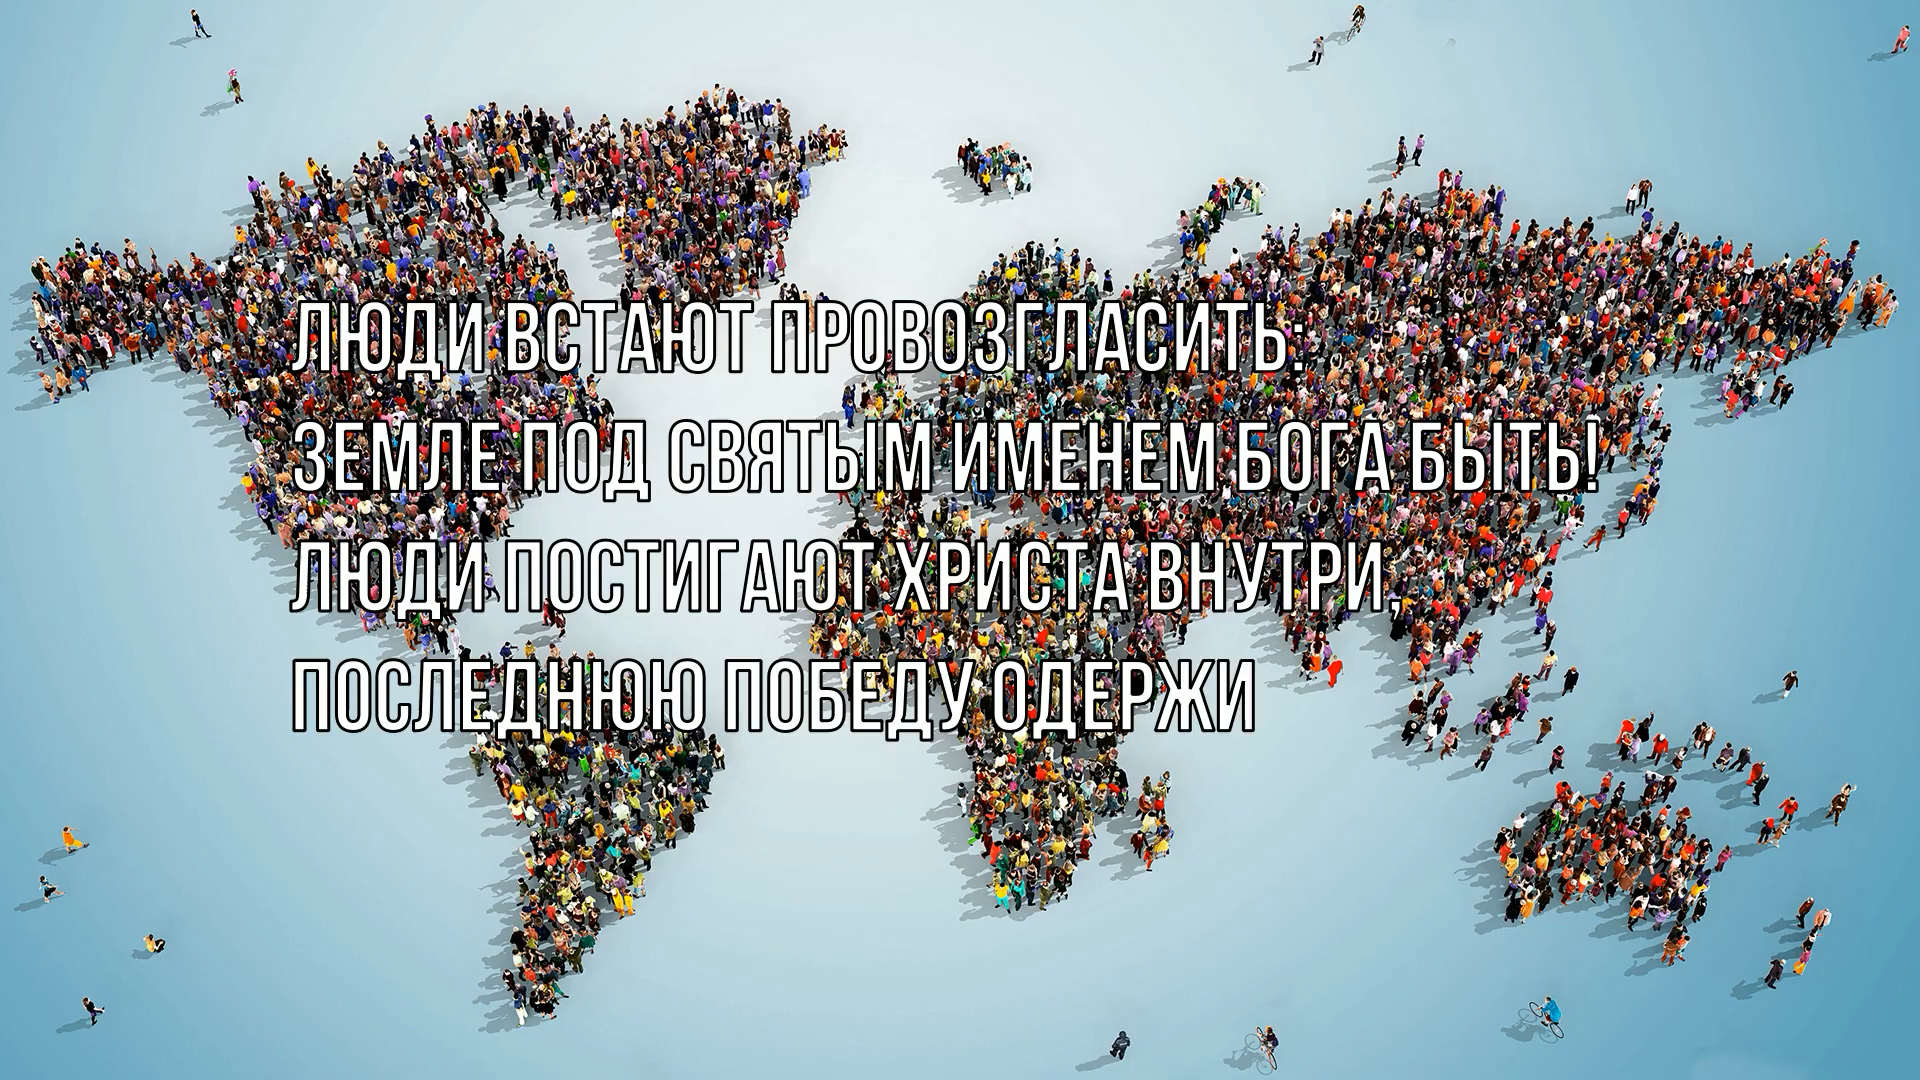 ЛЮДИ ВСТАЮТ ПРОВОЗГЛАСИТЬ:
ЗЕМЛЕ ПОД СВЯТЫМ ИМЕНЕМ БОГА БЫТЬ!
ЛЮДИ ПОСТИГАЮТ ХРИСТА ВНУТРИ,
ПОСЛЕДНЮЮ ПОБЕДУ ОДЕРЖИ